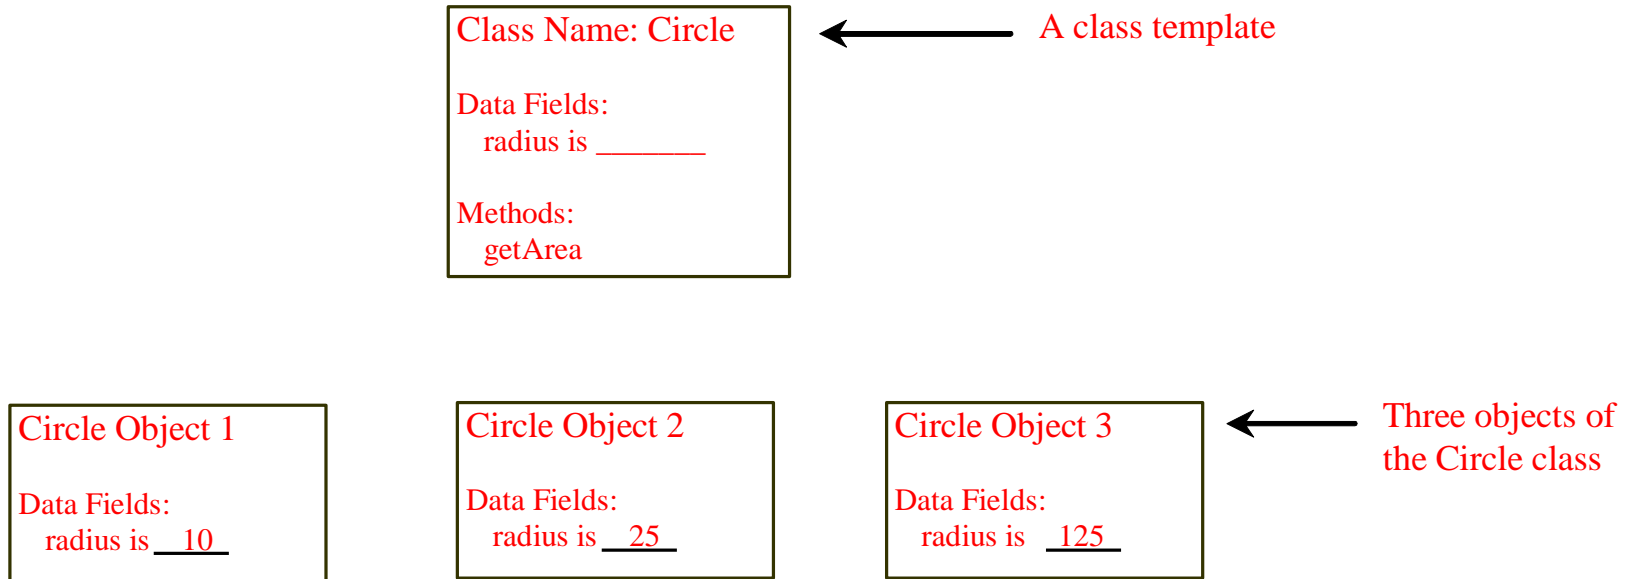 Class Name: Circle
A class template
Data Fields:
radius is _______
Methods:
getArea
Circle Object 1
Data Fields:
radius is 10
Circle Object 2
Data Fields:
radius is 25
Circle Object 3
Data Fields:
radius is 125
Three objects of
the Circle class